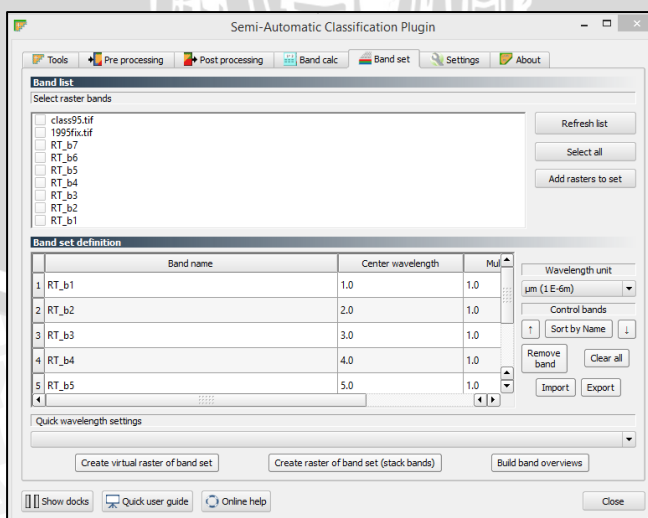 Semi-Automatic Classification Plugin
Tools Pre processing Post processing Band calc Band set Settings About
Band list
Select raster bands
class95.tif
1995fix.tif
RT_b7
RT_b6
RT_b5
RT_b4
RT_b3
RT_b2
RT_b1
Refresh list
Select all
Add rasters to set
Band set definition
Band name Center wavelength Mul
1 RT_b1 1.0 1.0
2 RT_b2 2.0 1.0
3 RT_b3 3.0 1.0
4 RT_b4 4.0 1.0
5 RT_b5 5.0 1.0
Wavelength unit
µm (1 E-6m)
Control bands
↑ Sort by Name ↓
Remove band Clear all
Import Export
Quick wavelength settings
Create virtual raster of band set Create raster of band set (stack bands) Build band overviews
Show docks Quick user guide Online help Close